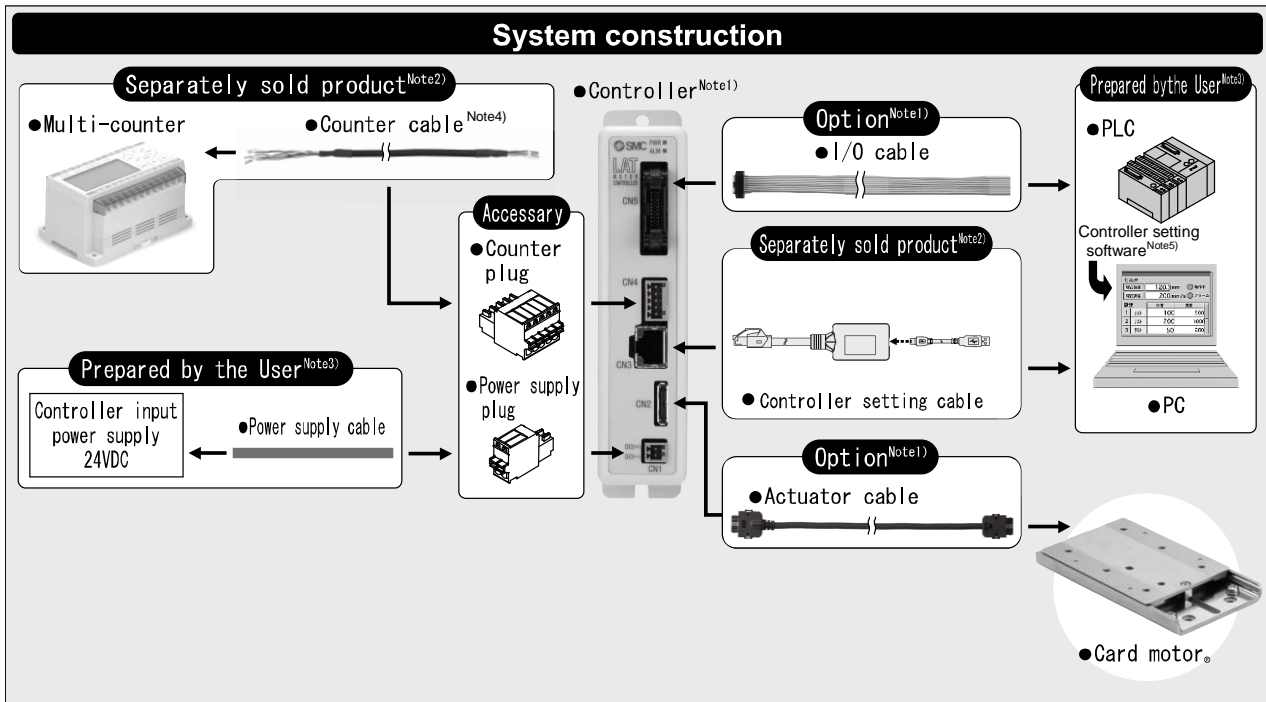 System construction
Separately sold productNote2)
●Multi-counter
●Counter cableNote4)
●ControllerNote1)
SMC
PWR
ALM
LAT
MOTOR
CONTROLLER
CN5
CN4
CN3
CN2
CN1
Accessary
●Counter
plug
●Power supply
plug
Prepared by the UserNote3)
Controller input
power supply
24VDC
●Power supply cable
OptionNote1)
●I/O cable
Separately sold productNote2)
●Controller setting cable
OptionNote1)
●Actuator cable
Prepared bythe UserNote3)
●PLC
Controller setting
softwareNote5)
●PC
●Card motor®